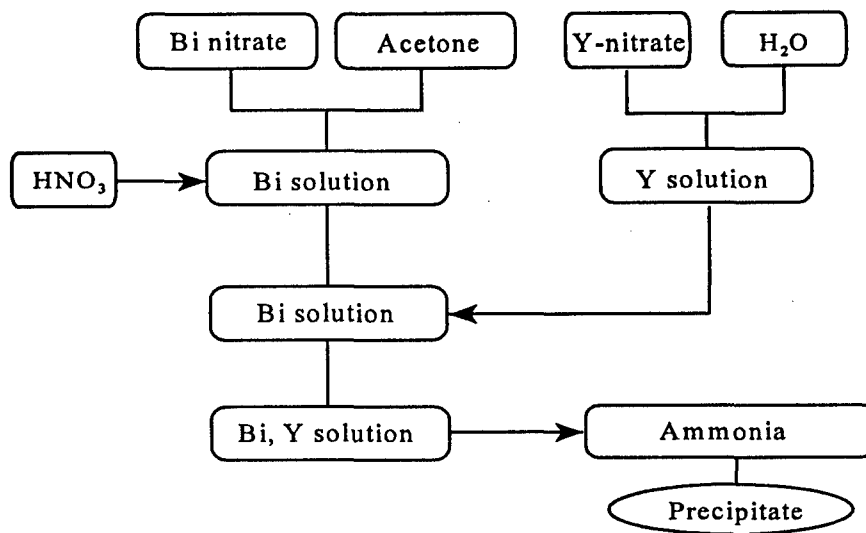 Bi nitrate
Acetone
Y-nitrate
H₂O
HNO₃
Bi solution
Y solution
Bi solution
Bi, Y solution
Ammonia
Precipitate